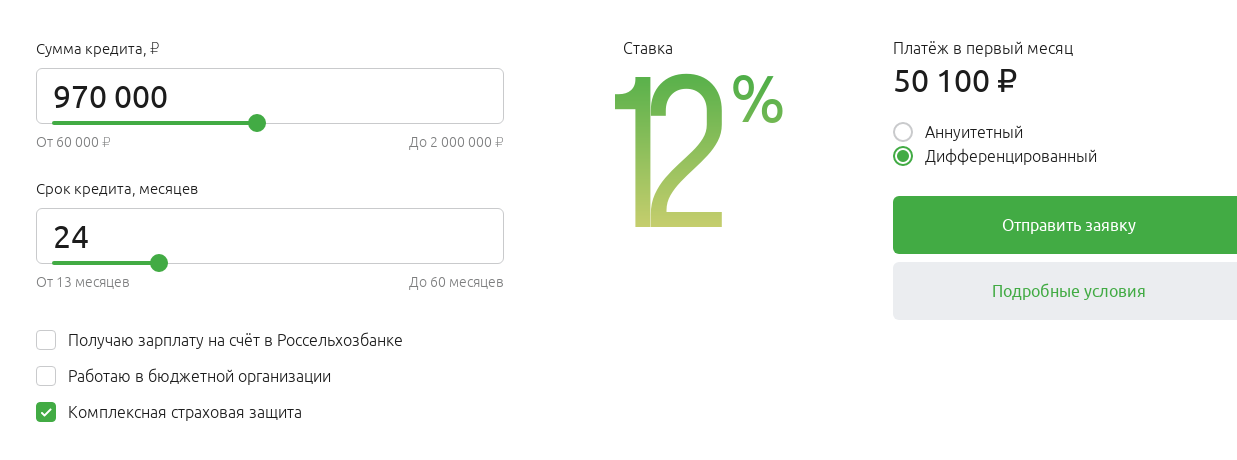 Сумма кредита, ₽
970 000
От 60 000 ₽
До 2 000 000 ₽
Срок кредита, месяцев
24
От 13 месяцев
До 60 месяцев
Получаю зарплату на счёт в Россельхозбанке
Работаю в бюджетной организации
Комплексная страховая защита
Ставка
12%
Платёж в первый месяц
50 100 ₽
Аннуитетный
Дифференцированный
Отправить заявку
Подробные условия